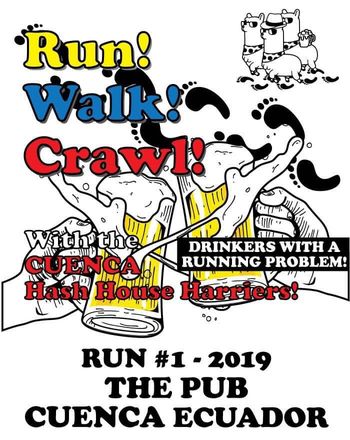 Run!
Walk!
Crawl!
With the
CUENCA
Hash House Harriers!
DRINKERS WITH A
RUNNING PROBLEM!
RUN #1 - 2019
THE PUB
CUENCA ECUADOR